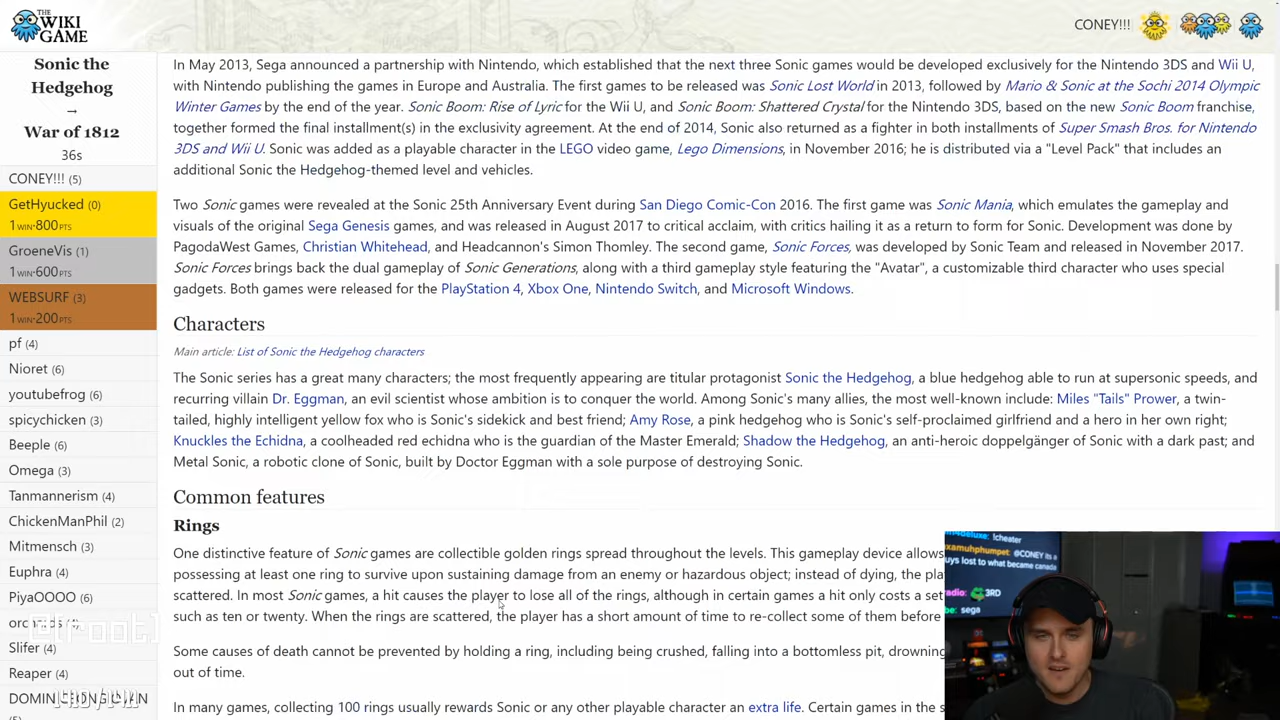 THE
WIKI
GAME
CONEY!!!
Sonic the
Hedgehog
→
War of 1812
36s
CONEY!!! (5)
GetHyucked (0)
1 WIN·800 PTS
GroeneVis (1)
1 WIN·600 PTS
WEBSURF (3)
1 WIN·200 PTS
pf (4)
Nioret (6)
youtubefrog (6)
spicychicken (3)
Beeple (6)
Omega (3)
Tanmannerism (4)
ChickenManPhil (2)
Mitmensch (3)
Euphra (4)
PiyaOOOO (6)
Slifer (4)
Reaper (4)
In May 2013, Sega announced a partnership with Nintendo, which established that the next three Sonic games would be developed exclusively for the Nintendo 3DS and Wii U,
with Nintendo publishing the games in Europe and Australia. The first games to be released was Sonic Lost World in 2013, followed by Mario & Sonic at the Sochi 2014 Olympic
Winter Games by the end of the year. Sonic Boom: Rise of Lyric for the Wii U, and Sonic Boom: Shattered Crystal for the Nintendo 3DS, based on the new Sonic Boom franchise,
together formed the final installment(s) in the exclusivity agreement. At the end of 2014, Sonic also returned as a fighter in both installments of Super Smash Bros. for Nintendo
3DS and Wii U. Sonic was added as a playable character in the LEGO video game, Lego Dimensions, in November 2016; he is distributed via a "Level Pack" that includes an
additional Sonic the Hedgehog-themed level and vehicles.
Two Sonic games were revealed at the Sonic 25th Anniversary Event during San Diego Comic-Con 2016. The first game was Sonic Mania, which emulates the gameplay and
visuals of the original Sega Genesis games, and was released in August 2017 to critical acclaim, with critics hailing it as a return to form for Sonic. Development was done by
PagodaWest Games, Christian Whitehead, and Headcannon's Simon Thomley. The second game, Sonic Forces, was developed by Sonic Team and released in November 2017.
Sonic Forces brings back the dual gameplay of Sonic Generations, along with a third gameplay style featuring the "Avatar", a customizable third character who uses special
gadgets. Both games were released for the PlayStation 4, Xbox One, Nintendo Switch, and Microsoft Windows.
Characters
Main article: List of Sonic the Hedgehog characters
The Sonic series has a great many characters; the most frequently appearing are titular protagonist Sonic the Hedgehog, a blue hedgehog able to run at supersonic speeds, and
recurring villain Dr. Eggman, an evil scientist whose ambition is to conquer the world. Among Sonic's many allies, the most well-known include: Miles "Tails" Prower, a twin-
tailed, highly intelligent yellow fox who is Sonic's sidekick and best friend; Amy Rose, a pink hedgehog who is Sonic's self-proclaimed girlfriend and a hero in her own right;
Knuckles the Echidna, a coolheaded red echidna who is the guardian of the Master Emerald; Shadow the Hedgehog, an anti-heroic doppelgänger of Sonic with a dark past; and
Metal Sonic, a robotic clone of Sonic, built by Doctor Eggman with a sole purpose of destroying Sonic.
Common features
Rings
One distinctive feature of Sonic games are collectible golden rings spread throughout the levels. This gameplay device allows
possessing at least one ring to survive upon sustaining damage from an enemy or hazardous object; instead of dying, the pla
scattered. In most Sonic games, a hit causes the player to lose all of the rings, although in certain games a hit only costs a set
such as ten or twenty. When the rings are scattered, the player has a short amount of time to re-collect some of them before
Some causes of death cannot be prevented by holding a ring, including being crushed, falling into a bottomless pit, drowning
out of time.
In many games, collecting 100 rings usually rewards Sonic or any other playable character an extra life. Certain games in the s
!cheater
@CONEY its a
uys lost to what became canada
3RD
sega